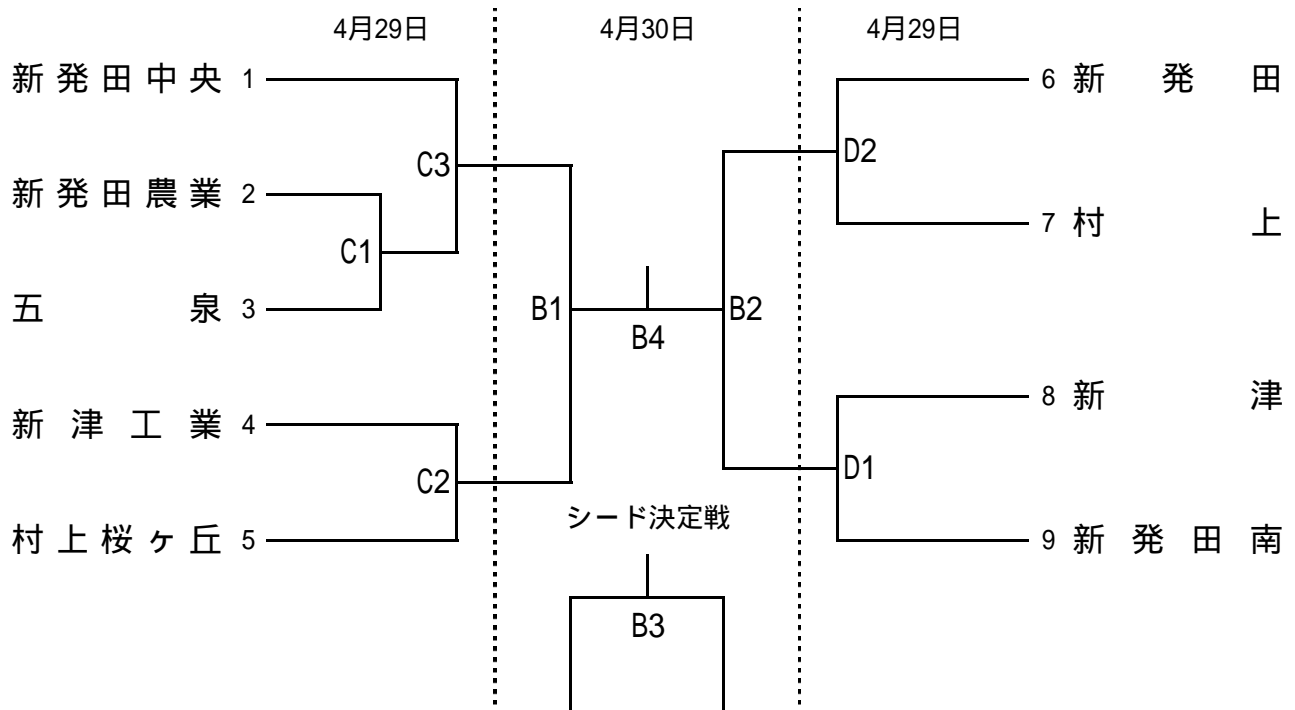 4月29日 4月30日 4月29日
新発田中央 1
6 新発田
C3
D2
新発田農業 2
7 村上
C1
五泉 3
B1
B2
B4
8 新津
新津工業 4
C2
D1
シード決定戦
村上桜ヶ丘 5
9 新発田南
B3